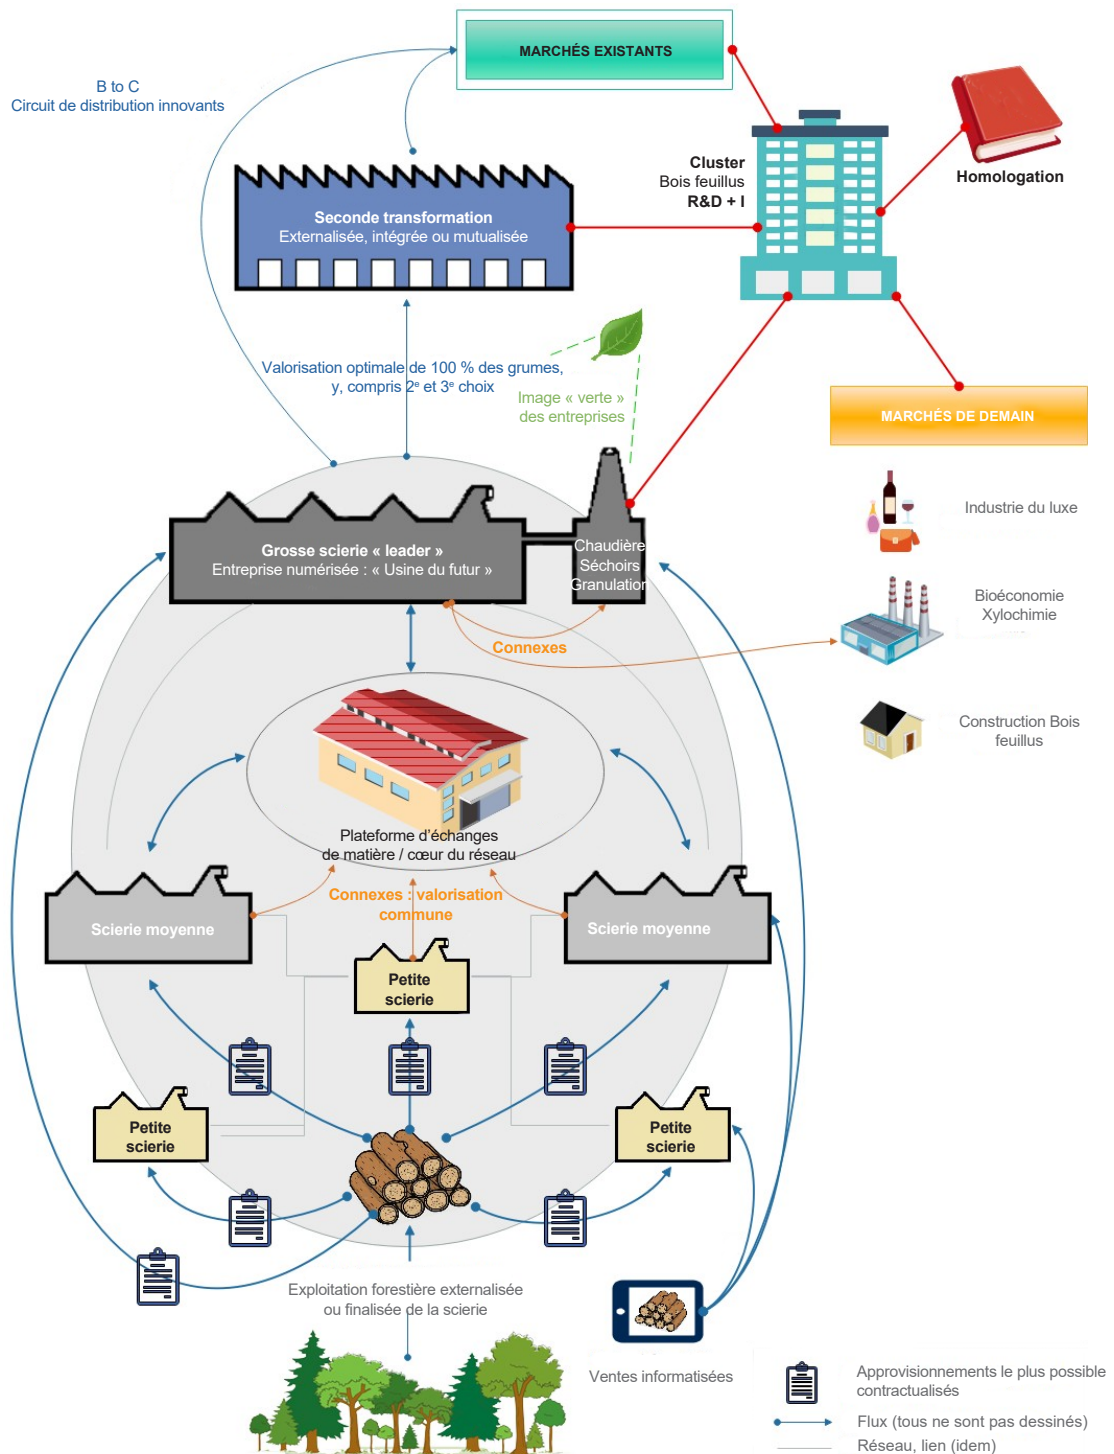 MARCHÉS EXISTANTS
B to C
Circuit de distribution innovants
Cluster
Bois feuillus
R&D + I
Homologation
Seconde transformation
Externalisée, intégrée ou mutualisée
Valorisation optimale de 100 % des grumes,
y, compris 2e et 3e choix
Image « verte »
des entreprises
MARCHÉS DE DEMAIN
Industrie du luxe
Grosse scierie « leader »
Entreprise numérisée : « Usine du futur »
Chaudière
Séchoirs
Granulation
Bioéconomie
Xylochimie
Connexes
Construction Bois
feuillus
Plateforme d'échanges
de matière / cœur du réseau
Connexes : valorisation
commune
Scierie moyenne
Scierie moyenne
Petite
scierie
Petite
scierie
Petite
scierie
Exploitation forestière externalisée
ou finalisée de la scierie
Ventes informatisées
Approvisionnements le plus possible
contractualisés
Flux (tous ne sont pas dessinés)
Réseau, lien (idem)